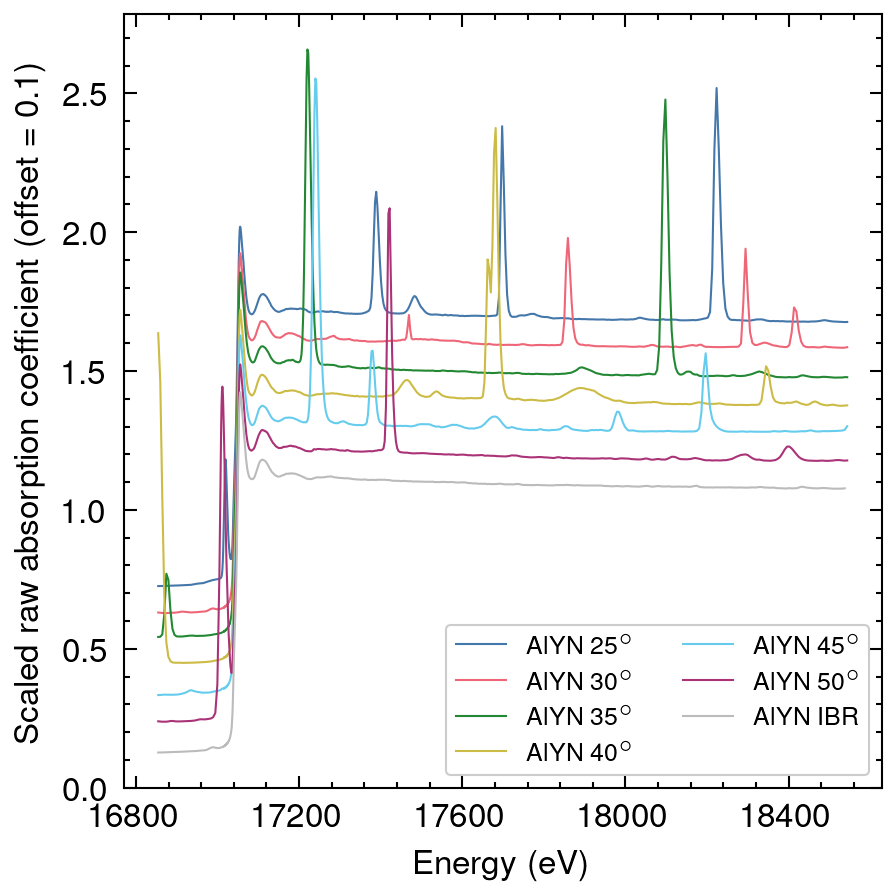 Scaled raw absorption coefficient (offset = 0.1)
2.5
2.0
1.5
1.0
0.5
0.0
16800 17200 17600 18000 18400
Energy (eV)
AlYN 25°
AlYN 30°
AlYN 35°
AlYN 40°
AlYN 45°
AlYN 50°
AlYN IBR